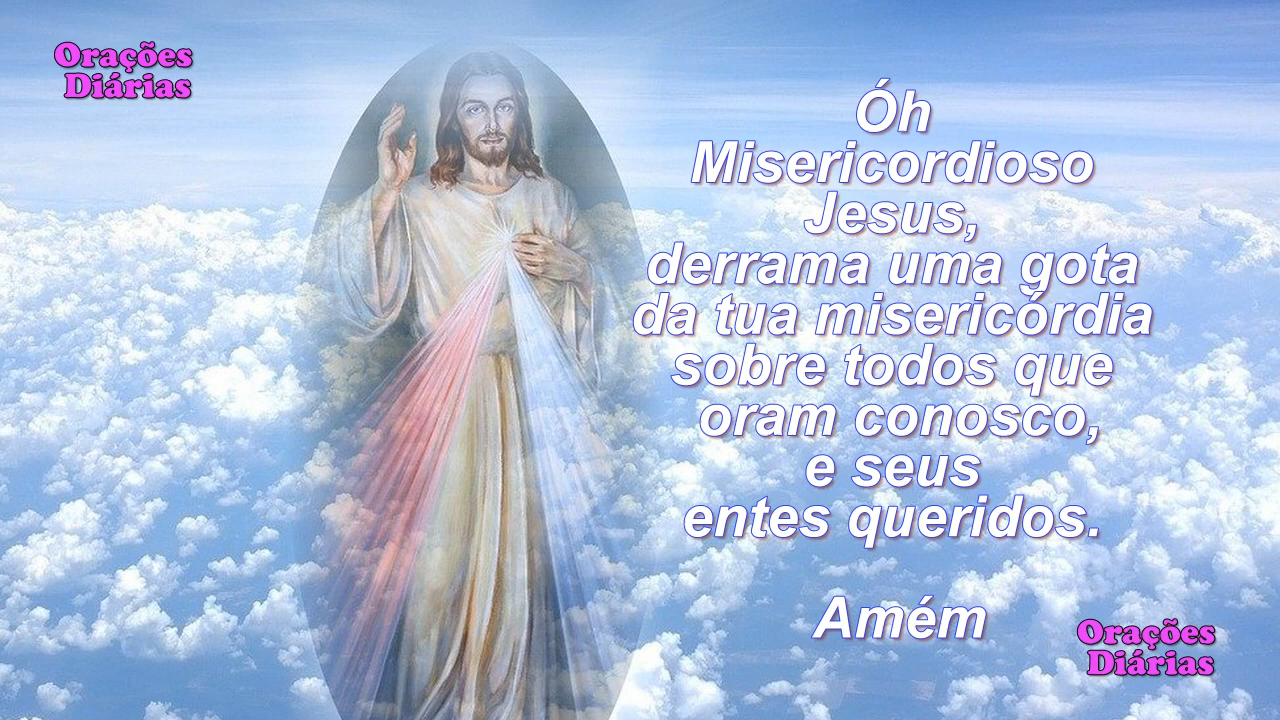 Orações
Diárias
Óh
Misericordioso
Jesus,
derrama uma gota
da tua misericórdia
sobre todos que
oram conosco,
e seus
entes queridos.
Amém
Orações
Diárias